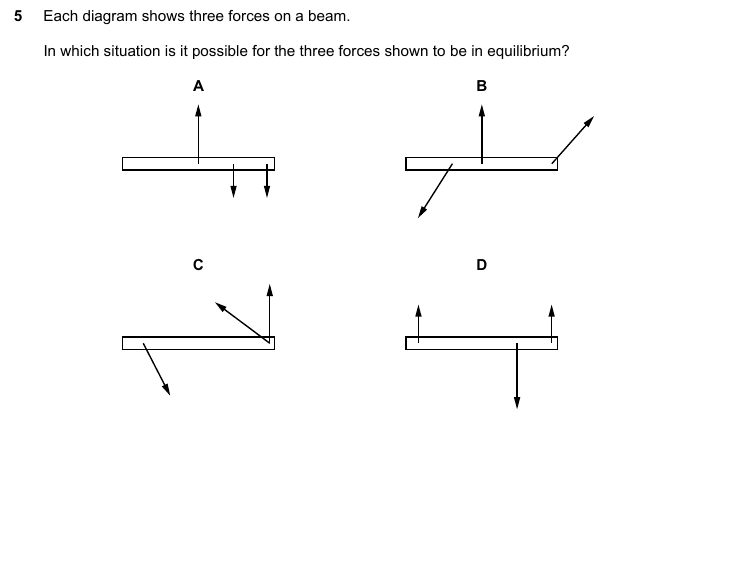 5 Each diagram shows three forces on a beam.
In which situation is it possible for the three forces shown to be in equilibrium?
A B
C D